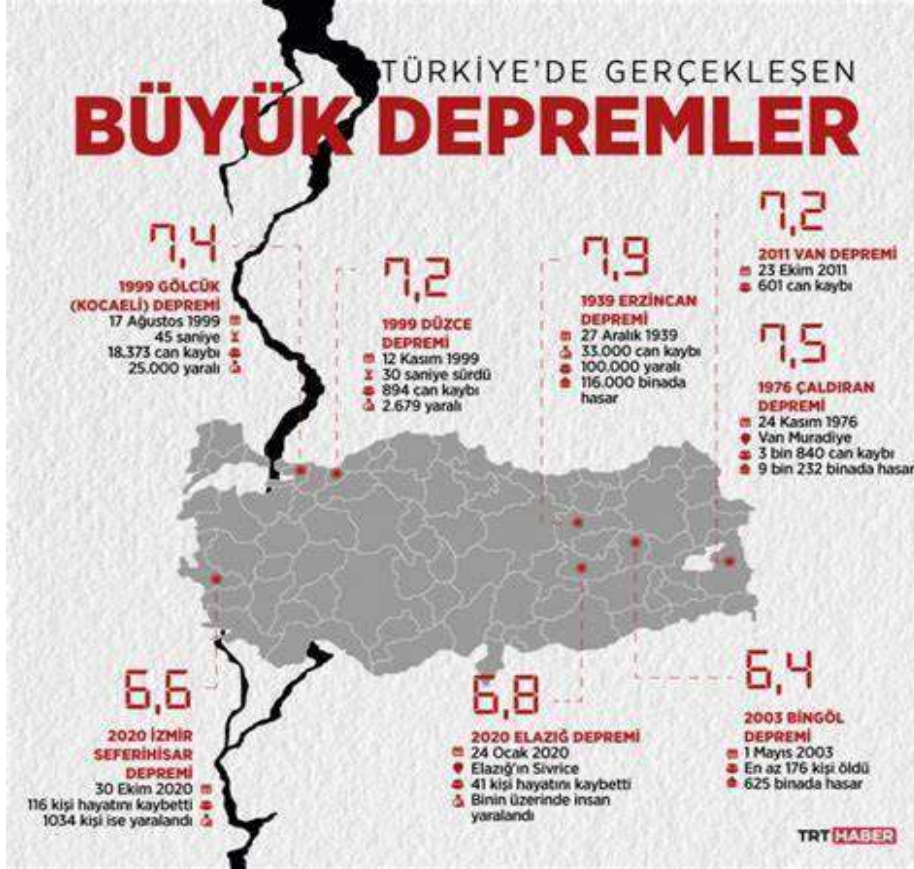 TÜRKİYE'DE GERÇEKLEŞEN
BÜYÜK DEPREMLER
7,4
1999 GÖLCÜK
(KOCAELİ) DEPREMİ
17 Ağustos 1999
45 saniye
18.373 can kaybı
25.000 yaralı
7,2
1999 DÜZCE
DEPREMİ
12 Kasım 1999
30 saniye sürdü
894 can kaybı
2.679 yaralı
7,9
1939 ERZİNCAN
DEPREMİ
27 Aralık 1939
33.000 can kaybı
100.000 yaralı
116.000 binada
hasar
7,2
2011 VAN DEPREMİ
23 Ekim 2011
601 can kaybı
7,5
1976 ÇALDIRAN
DEPREMİ
24 Kasım 1976
Van Muradiye
3 bin 840 can kaybı
9 bin 232 binada hasar
6,6
2020 İZMİR
SEFERİHİSAR
DEPREMİ
30 Ekim 2020
116 kişi hayatını kaybetti
1034 kişi ise yaralandı
6,8
2020 ELAZIĞ DEPREMİ
24 Ocak 2020
Elazığ'ın Sivrice
41 kişi hayatını kaybetti
Binin üzerinde insan
yaralandı
6,4
2003 BİNGÖL
DEPREMİ
1 Mayıs 2003
En az 176 kişi öldü
625 binada hasar
TRT HABER